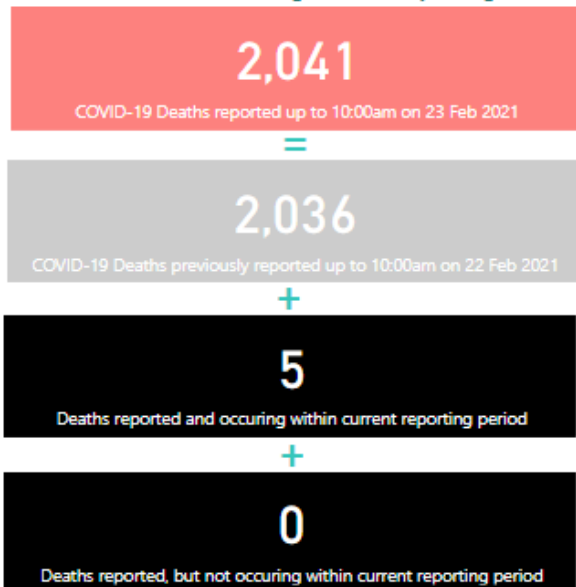 2,041
COVID-19 Deaths reported up to 10:00am on 23 Feb 2021
=
2,036
COVID-19 Deaths previously reported up to 10:00am on 22 Feb 2021
+
5
Deaths reported and occuring within current reporting period
+
0
Deaths reported, but not occuring within current reporting period